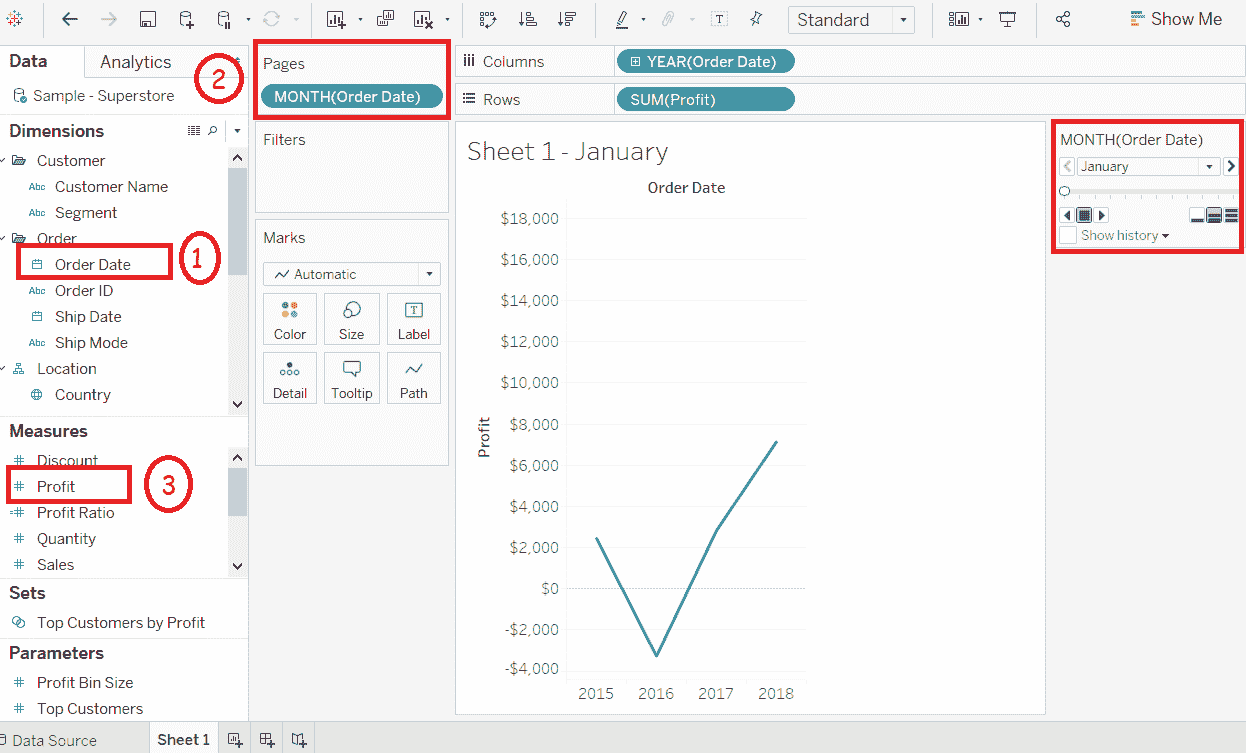 Standard
Show Me
Data
Analytics
Sample - Superstore
Dimensions
Customer
Abc Customer Name
Abc Segment
Order
Order Date
Abc Order ID
Ship Date
Abc Ship Mode
Location
Country
Measures
Discount
Profit
Profit Ratio
Quantity
Sales
Sets
Top Customers by Profit
Parameters
Profit Bin Size
Top Customers
1
2
3
Pages
MONTH(Order Date)
Filters
Marks
Automatic
Color
Size
T
Label
Detail
Tooltip
Path
Columns
YEAR(Order Date)
Rows
SUM(Profit)
Sheet 1 - January
Order Date
$18,000
$16,000
$14,000
$12,000
$10,000
$8,000
$6,000
$4,000
$2,000
$0
-$2,000
-$4,000
Profit
2015 2016 2017 2018
MONTH(Order Date)
January
Show history
Data Source
Sheet 1